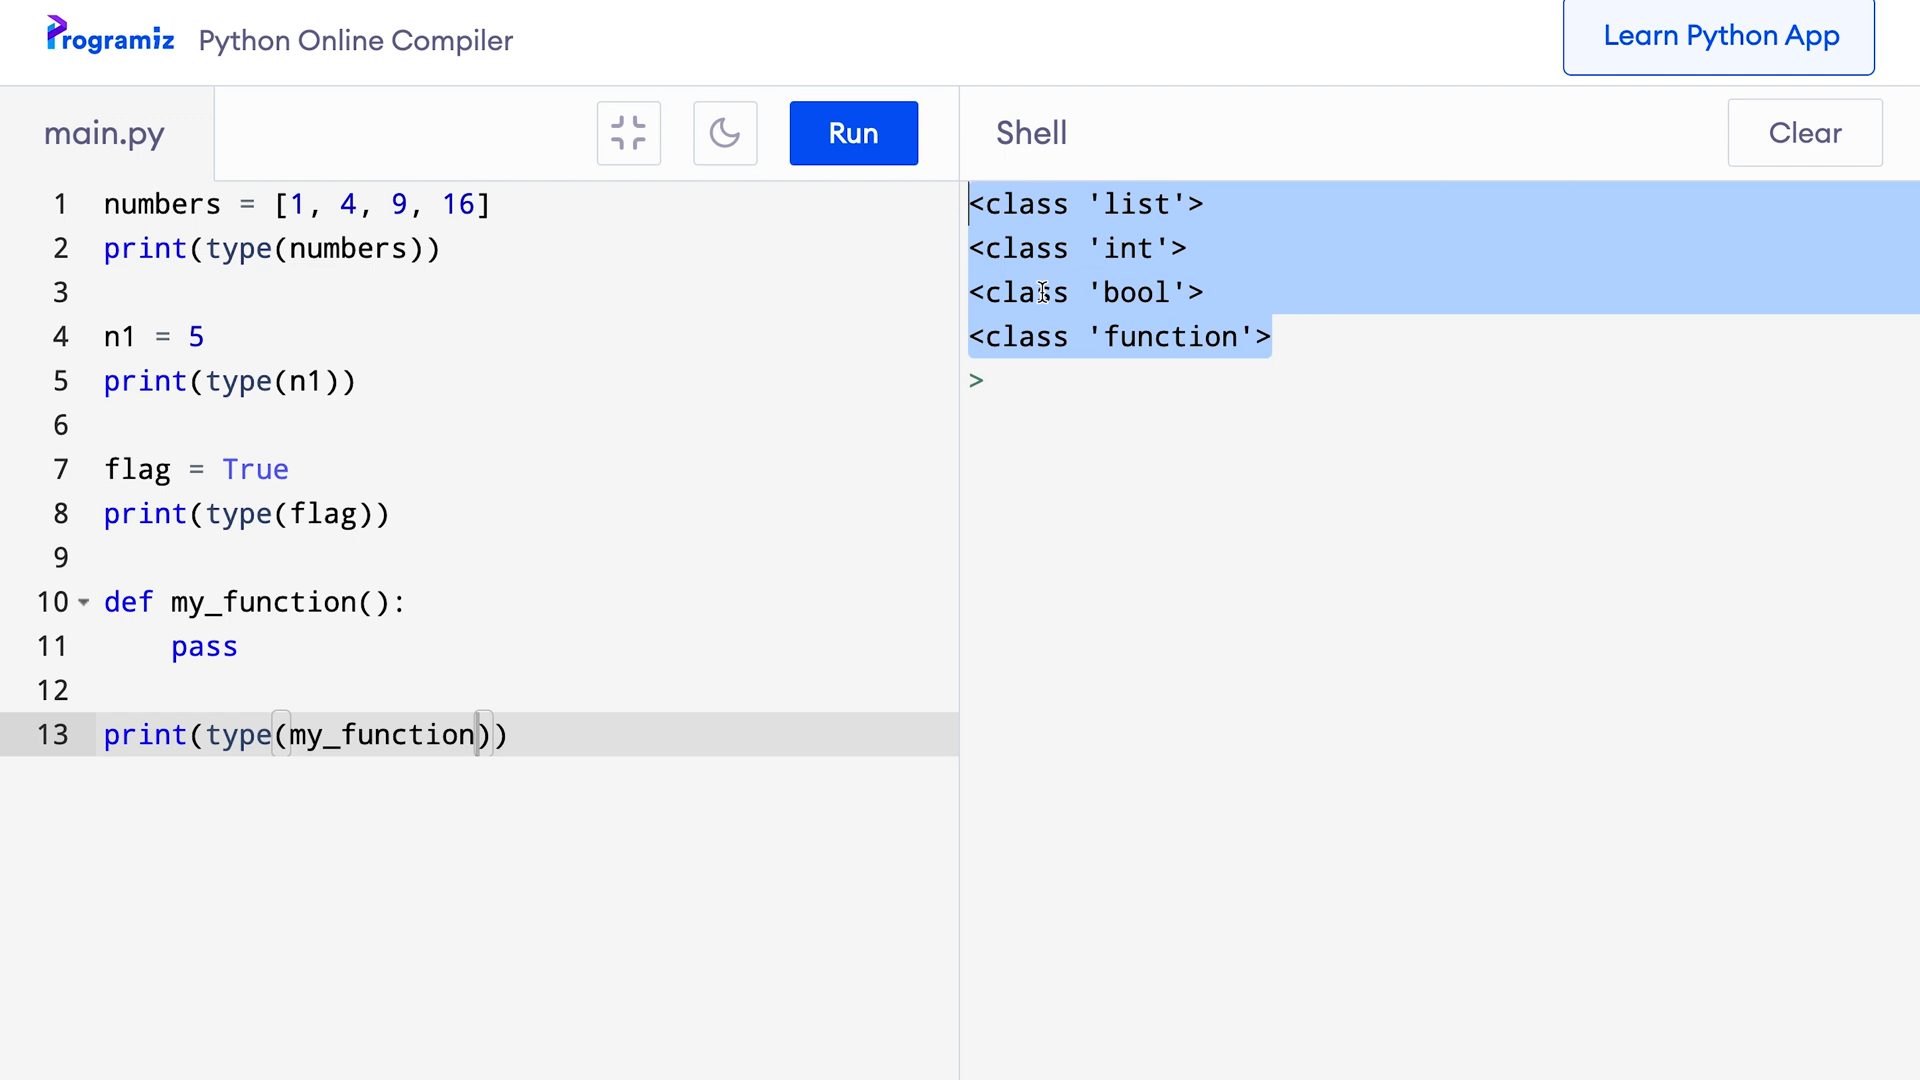 Programiz Python Online Compiler
Learn Python App
main.py
Run
Shell
Clear
1 numbers = [1, 4, 9, 16]
2 print(type(numbers))
3
4 n1 = 5
5 print(type(n1))
6
7 flag = True
8 print(type(flag))
9
10 def my_function():
11     pass
12
13 print(type(my_function))
<class 'list'>
<class 'int'>
<class 'bool'>
<class 'function'>
>